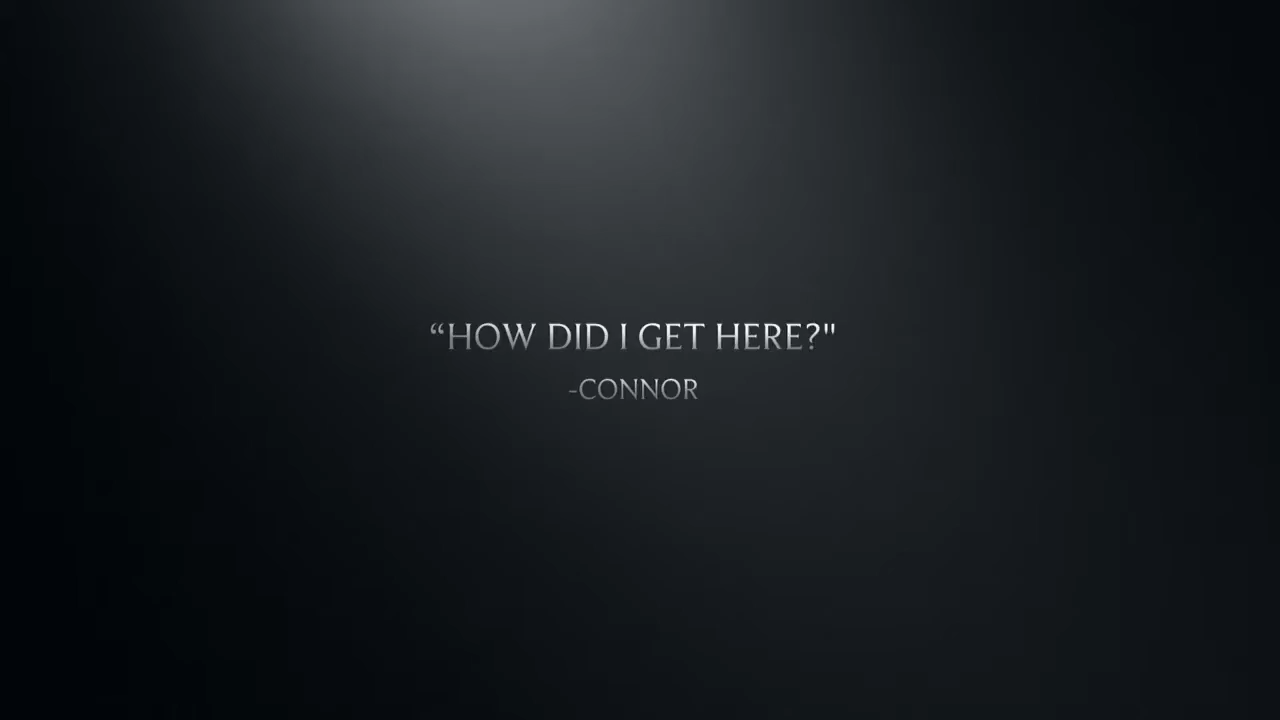 “HOW DID I GET HERE?"
-CONNOR